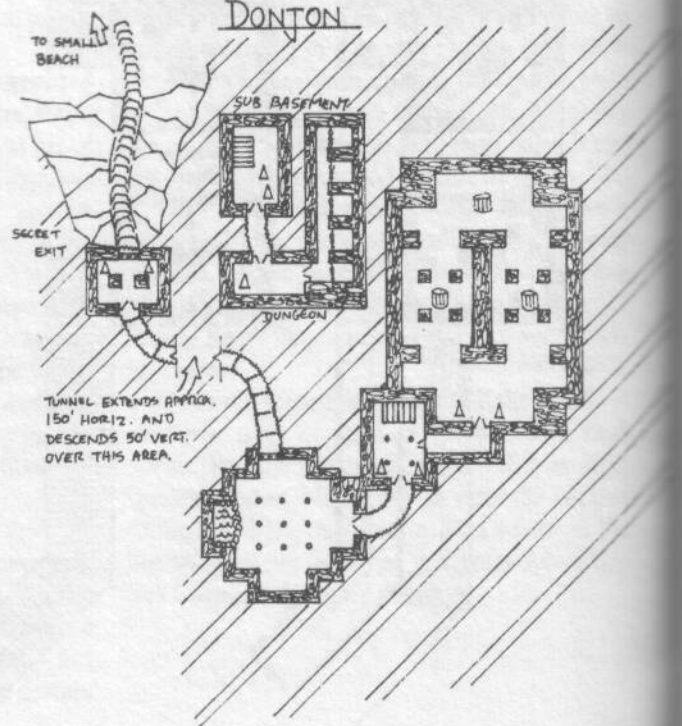 DONJON
TO SMALL
BEACH
SUB BASEMENT
SECRET
EXIT
DUNGEON
TUNNEL EXTENDS APPROX.
150' HORIZ. AND
DESCENDS 50' VERT.
OVER THIS AREA.